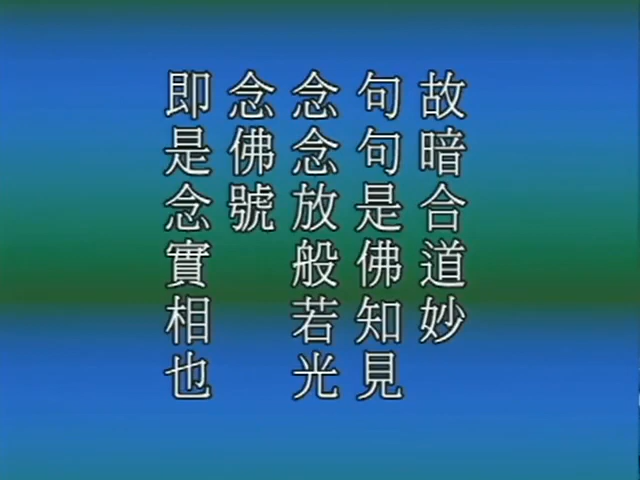 故暗合道妙
句句是佛知見
念念放般若光
念佛號
即是念實相也